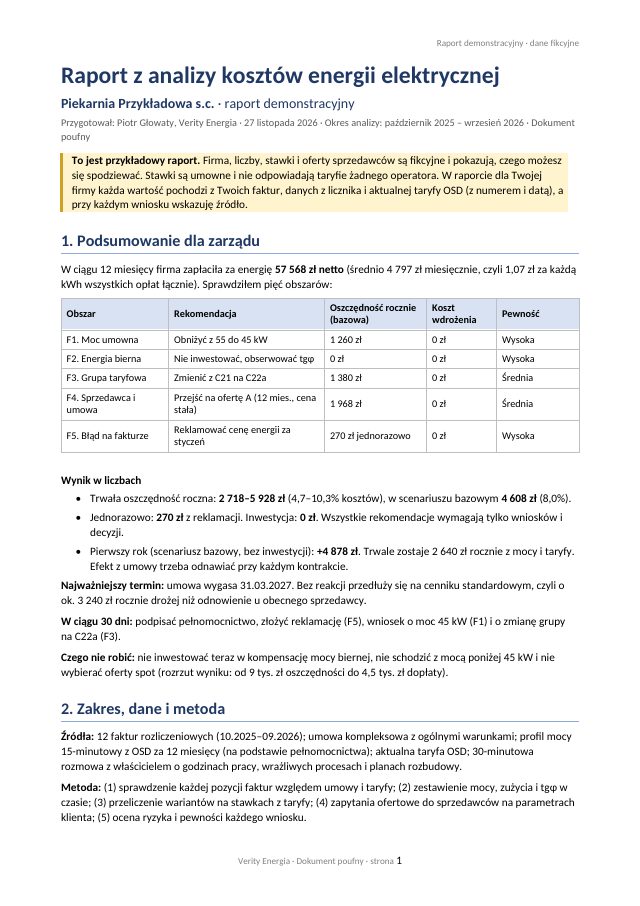 Raport demonstracyjny · dane fikcyjne
Raport z analizy kosztów energii elektrycznej
Piekarnia Przykładowa s.c. · raport demonstracyjny
Przygotował: Piotr Głowaty, Verity Energia · 27 listopada 2026 · Okres analizy: październik 2025 – wrzesień 2026 · Dokument
poufny
To jest przykładowy raport. Firma, liczby, stawki i oferty sprzedawców są fikcyjne i pokazują, czego możesz
się spodziewać. Stawki są umowne i nie odpowiadają taryfie żadnego operatora. W raporcie dla Twojej
firmy każda wartość pochodzi z Twoich faktur, danych z licznika i aktualnej taryfy OSD (z numerem i datą), a
przy każdym wniosku wskazuję źródło.
1. Podsumowanie dla zarządu
W ciągu 12 miesięcy firma zapłaciła za energię 57 568 zł netto (średnio 4 797 zł miesięcznie, czyli 1,07 zł za każdą
kWh wszystkich opłat łącznie). Sprawdziliśmy pięć obszarów:
Obszar Rekomendacja Oszczędność rocznie (bazowa) Koszt wdrożenia Pewność
F1. Moc umowna Obniżyć z 55 do 45 kW 1 260 zł 0 zł Wysoka
F2. Energia bierna Nie inwestować, obserwować tgφ 0 zł 0 zł Wysoka
F3. Grupa taryfowa Zmienić z C21 na C22a 1 380 zł 0 zł Średnia
F4. Sprzedawca i umowa Przejść na ofertę A (12 mies., cena stała) 1 968 zł 0 zł Średnia
F5. Błąd na fakturze Reklamować cenę energii za styczeń 270 zł jednorazowo 0 zł Wysoka
Wynik w liczbach
• Trwała oszczędność roczna: 2 718–5 928 zł (4,7–10,3% kosztów), w scenariuszu bazowym 4 608 zł (8,0%).
• Jednorazowo: 270 zł z reklamacji. Inwestycja: 0 zł. Wszystkie rekomendacje wymagają tylko wniosków i
decyzji.
• Pierwszy rok (scenariusz bazowy, bez inwestycji): +4 878 zł. Trwale zostaje 2 640 zł rocznie z mocy i taryfy.
Efekt z umowy trzeba odnawiać przy każdym kontrakcie.
Najważniejszy termin: umowa wygasa 31.03.2027. Bez reakcji przedłuży się na cenniku standardowym, czyli o
ok. 3 240 zł rocznie drożej niż odnowienie u obecnego sprzedawcy.
W ciągu 30 dni: podpisać pełnomocnictwo, złożyć reklamację (F5), wniosek o moc 45 kW (F1) i o zmianę grupy
na C22a (F3).
Czego nie robić: nie inwestować teraz w kompensację mocy biernej, nie schodzić z mocą poniżej 45 kW i nie
wybierać oferty spot (rozrzut wyniku: od 9 tys. zł oszczędności do 4,5 tys. zł dopłaty).
2. Zakres, dane i metoda
Źródła: 12 faktur rozliczeniowych (10.2025–09.2026); umowa kompleksowa z ogólnymi warunkami; profil mocy
15-minutowy z OSD za 12 miesięcy (na podstawie pełnomocnictwa); aktualna taryfa OSD; 30-minutowa
rozmowa z właścicielem o godzinach pracy, wrażliwych procesach i planach rozbudowy.
Metoda: (1) sprawdzenie każdej pozycji faktur względem umowy i taryfy; (2) zestawienie mocy, zużycia i tgφ w
czasie; (3) przeliczenie wariantów na stawkach z taryfy; (4) zapytania ofertowe do sprzedawców na parametrach
klienta; (5) ocena ryzyka i pewności każdego wniosku.
Verity Energia · Dokument poufny - strona 1